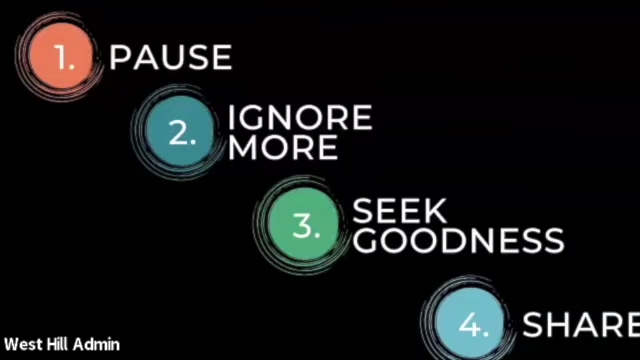 1. PAUSE
2. IGNORE
MORE
3. SEEK
GOODNESS
4. SHARE
West Hill Admin